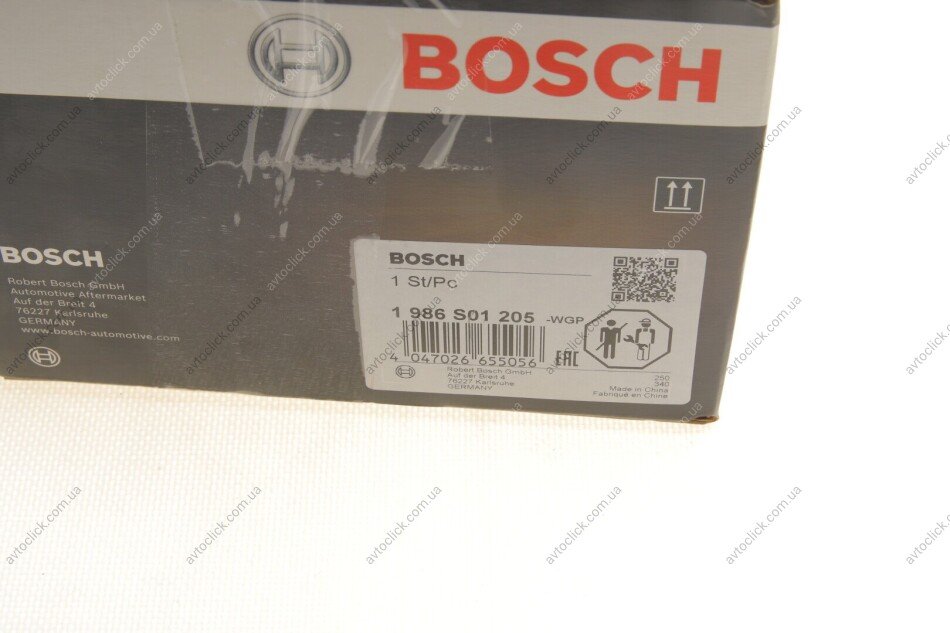 BOSCH
BOSCH
Robert Bosch GmbH
Automotive Aftermarket
Auf der Breit 4
76227 Karlsruhe
GERMANY
www.bosch-automotive.com
BOSCH
1 St/Pc
1 986 S01 205 -WGP
4 047026 655056
EAC
Robert Bosch GmbH
Auf der Breit 4
76227 Karlsruhe
GERMANY
250
340
Made in China
Fabriqué en Chine
avtoclick.com.ua